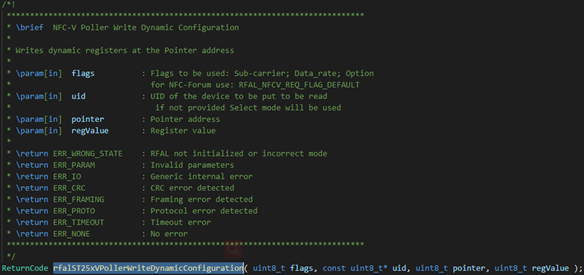 /*!
*****************************************************************************
* \brief  NFC-V Poller Write Dynamic Configuration
*
* Writes dynamic registers at the Pointer address
*
* \param[in]  flags          : Flags to be used: Sub-carrier; Data_rate; Option
*                              for NFC-Forum use: RFAL_NFCV_REQ_FLAG_DEFAULT
* \param[in]  uid            : UID of the device to be put to be read
*                               if not provided Select mode will be used
* \param[in]  pointer        : Pointer address
* \param[in]  regValue       : Register value
*
* \return ERR_WRONG_STATE    : RFAL not initialized or incorrect mode
* \return ERR_PARAM          : Invalid parameters
* \return ERR_IO             : Generic internal error
* \return ERR_CRC            : CRC error detected
* \return ERR_FRAMING        : Framing error detected
* \return ERR_PROTO          : Protocol error detected
* \return ERR_TIMEOUT        : Timeout error
* \return ERR_NONE           : No error
*****************************************************************************
*/
ReturnCode rfalST25xVPollerWriteDynamicConfiguration( uint8_t flags, const uint8_t* uid, uint8_t pointer, uint8_t regValue );